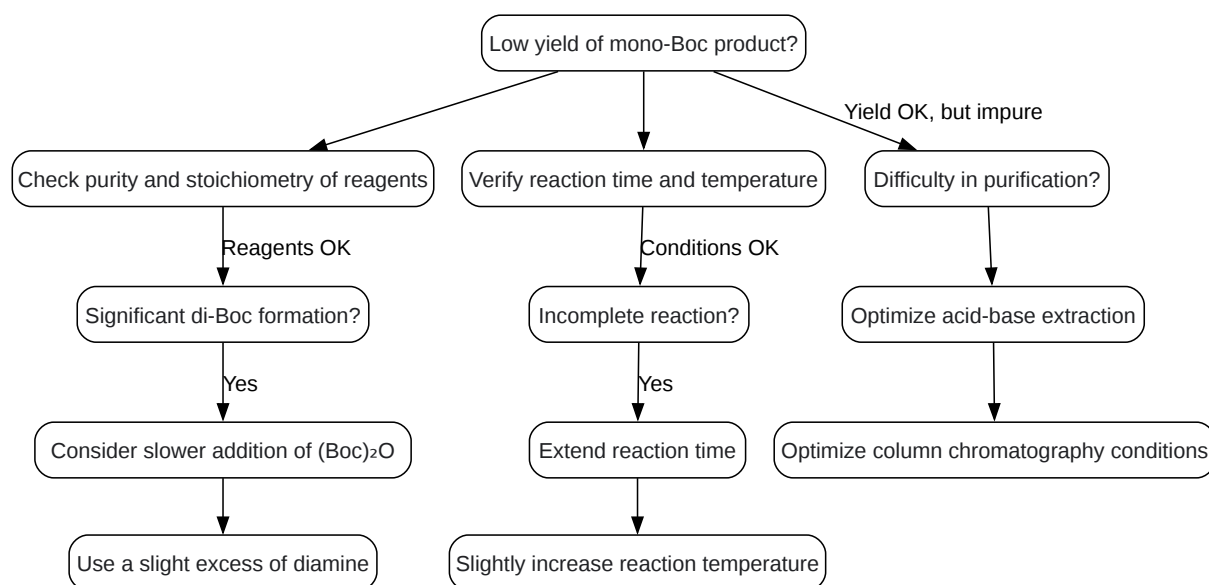 Low yield of mono-Boc product?
Yield OK, but impure
Check purity and stoichiometry of reagents
Verify reaction time and temperature
Difficulty in purification?
Reagents OK
Conditions OK
Significant di-Boc formation?
Incomplete reaction?
Optimize acid-base extraction
Yes
Yes
Consider slower addition of (Boc)₂O
Extend reaction time
Optimize column chromatography conditions
Use a slight excess of diamine
Slightly increase reaction temperature